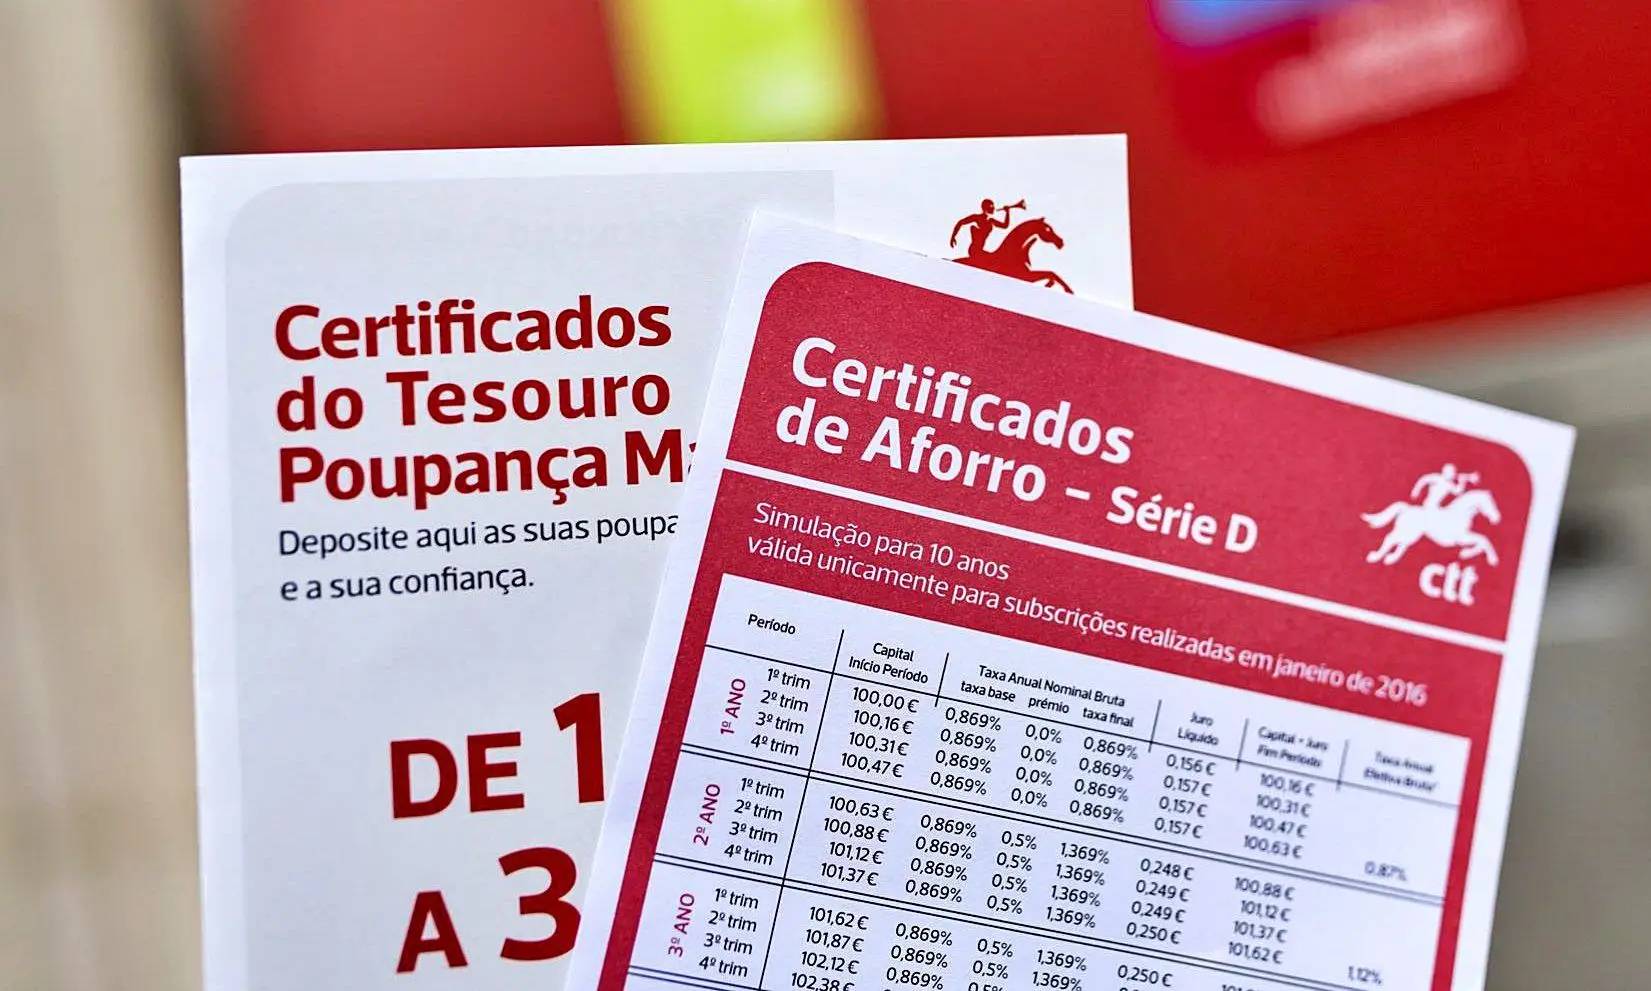 Certificados
do Tesouro
Poupança Ma
Deposite aqui as suas poupa
e a sua confiança.
DE 1
A 3
Certificados
de Aforro – Série D
ctt
Simulação para 10 anos
válida unicamente para subscrições realizadas em janeiro de 2016
Período Capital Início Período Taxa Anual Nominal Bruta taxa base prémio taxa final Juro Líquido Capital + Juro Fim Período Taxa Anual Efetiva Bruta
1º ANO
1º trim 100,00 € 0,869% 0,0% 0,869% 0,156 € 100,16 €
2º trim 100,16 € 0,869% 0,0% 0,869% 0,157 € 100,31 €
3º trim 100,31 € 0,869% 0,0% 0,869% 0,157 € 100,47 €
4º trim 100,47 € 0,869% 0,0% 0,869% 0,157 € 100,63 € 0,87%
2º ANO
1º trim 100,63 € 0,869% 0,5% 1,369% 0,248 € 100,88 €
2º trim 100,88 € 0,869% 0,5% 1,369% 0,249 € 101,12 €
3º trim 101,12 € 0,869% 0,5% 1,369% 0,249 € 101,37 €
4º trim 101,37 € 0,869% 0,5% 1,369% 0,250 € 101,62 € 1,12%
3º ANO
1º trim 101,62 € 0,869% 0,5% 1,369% 0,250 €
2º trim 101,87 € 0,869% 0,5% 1,369%
3º trim 102,12 € 0,869%
4º trim 102,38 €